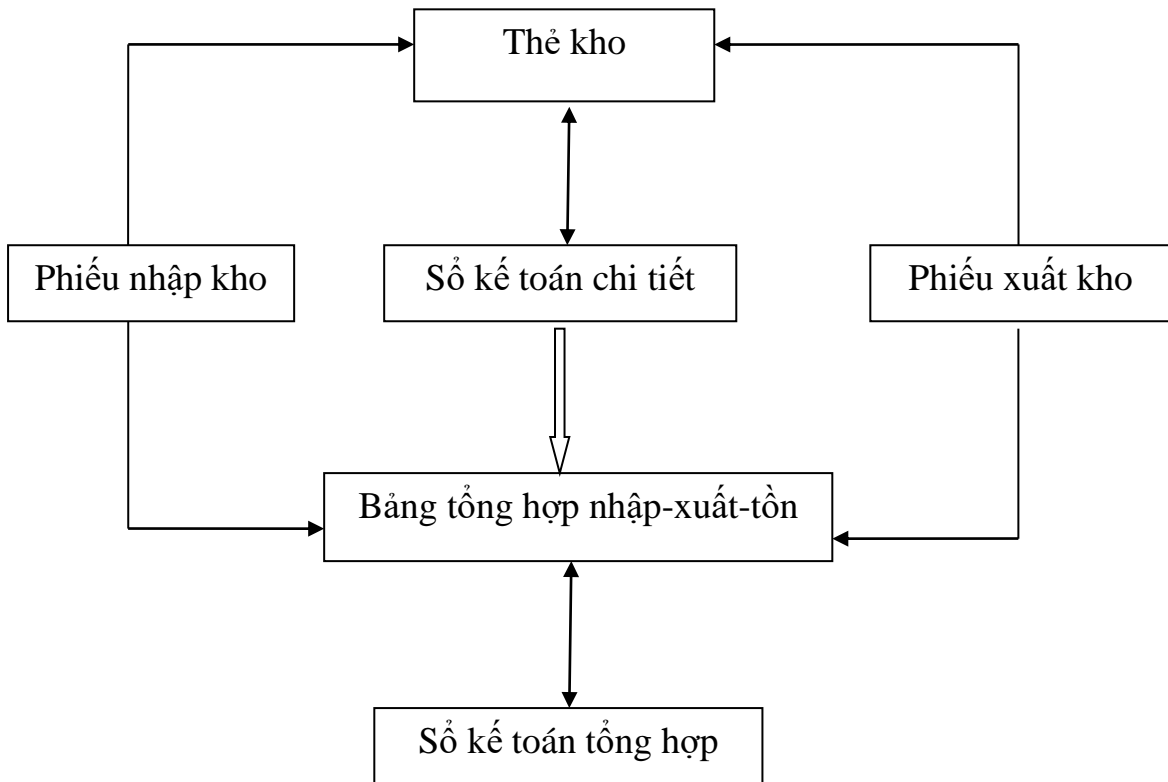 Thẻ kho
Phiếu nhập kho
Sổ kế toán chi tiết
Phiếu xuất kho
Bảng tổng hợp nhập-xuất-tồn
Sổ kế toán tổng hợp